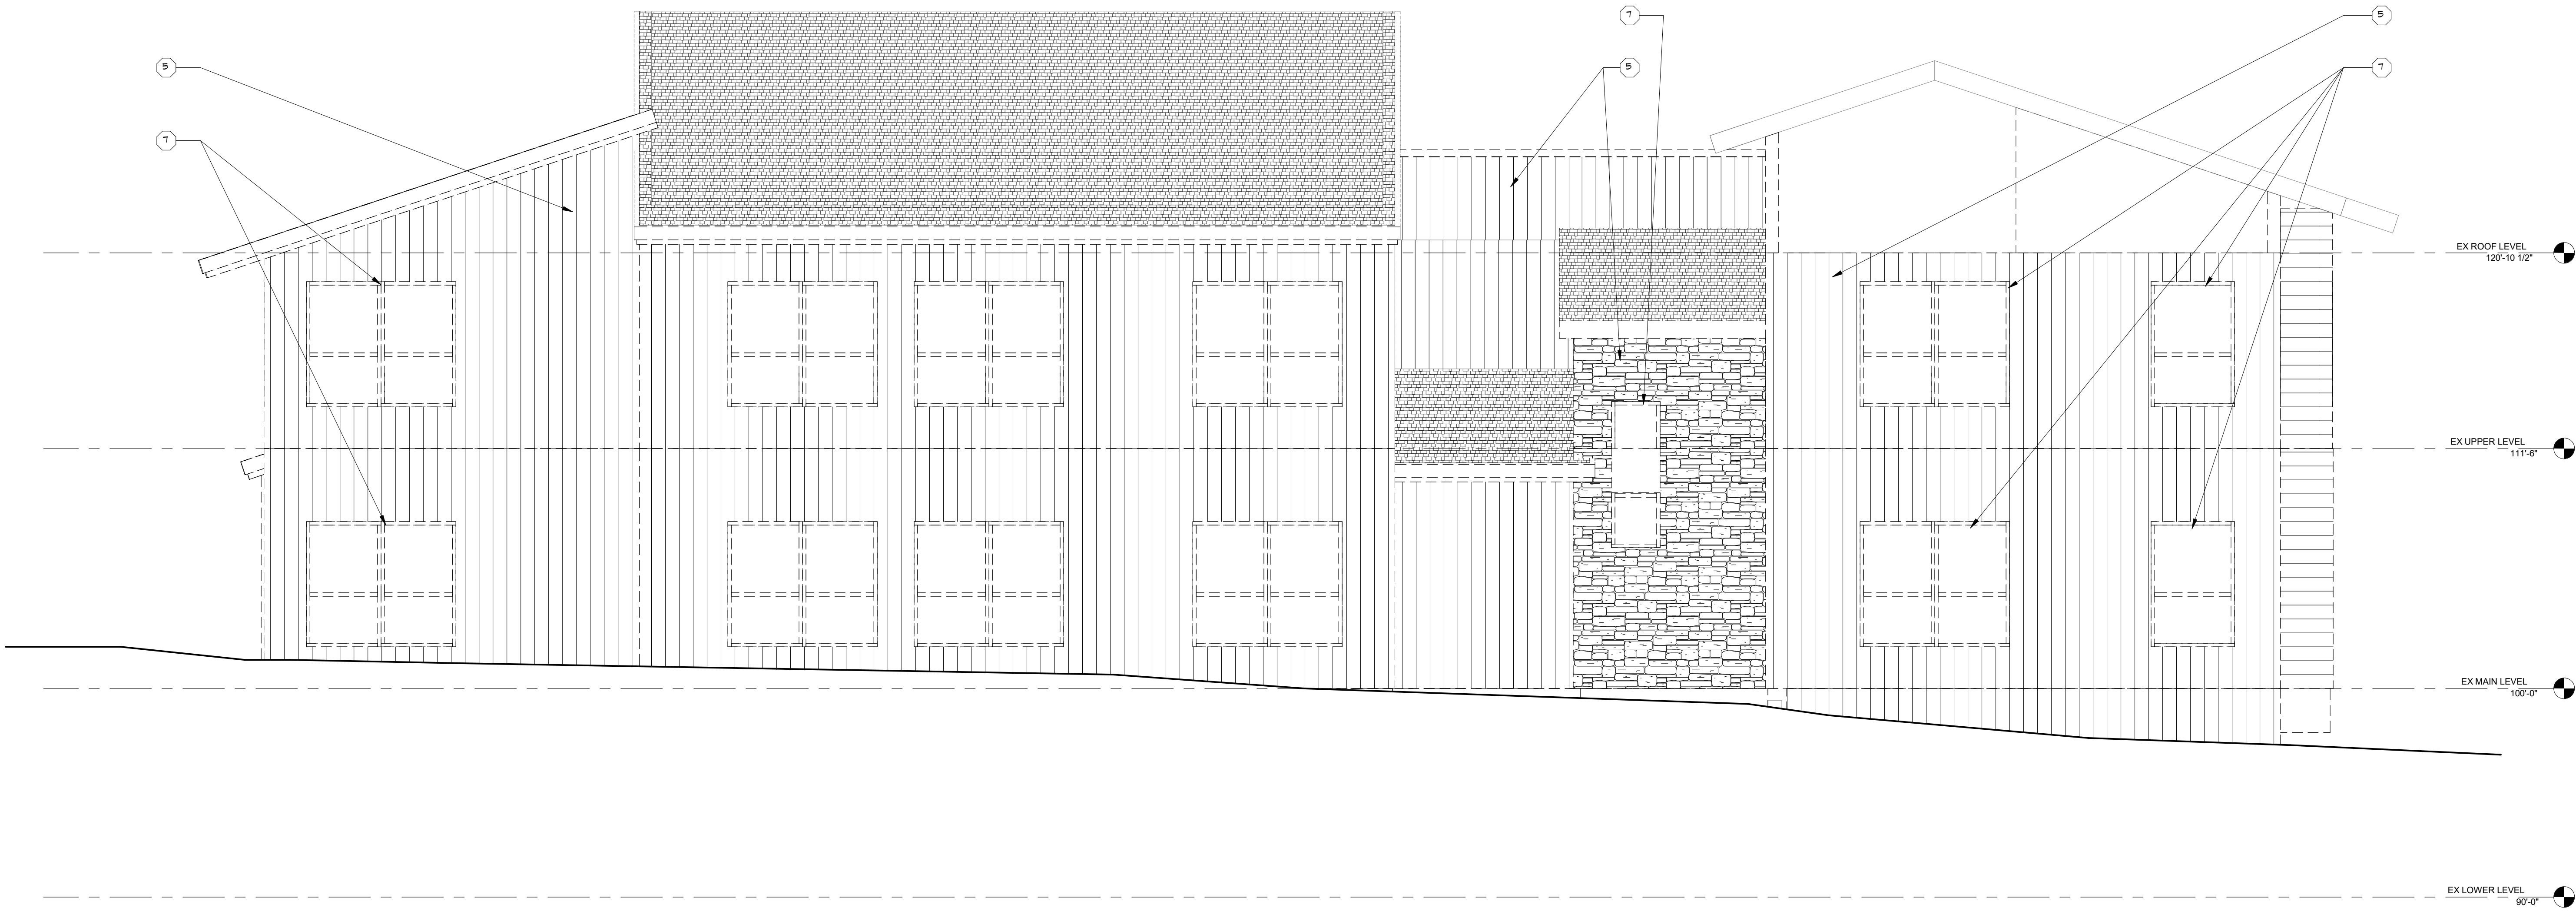 7
5
5
5
7
7
EX ROOF LEVEL
120'-10 1/2"
EX UPPER LEVEL
111'-6"
EX MAIN LEVEL
100'-0"
EX LOWER LEVEL
90'-0"